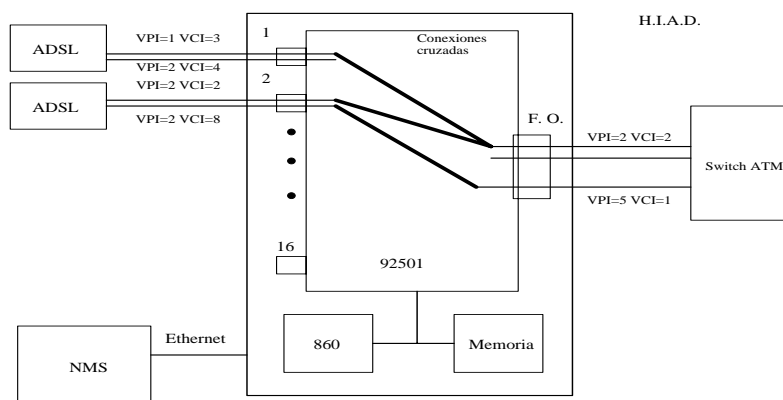 H.I.A.D.
1
Conexiones
cruzadas
ADSL
VPI=1 VCI=3
VPI=2 VCI=4
2
VPI=2 VCI=2
ADSL
VPI=2 VCI=8
F. O.
VPI=2 VCI=2
Switch ATM
VPI=5 VCI=1
16
92501
Ethernet
860
Memoria
NMS